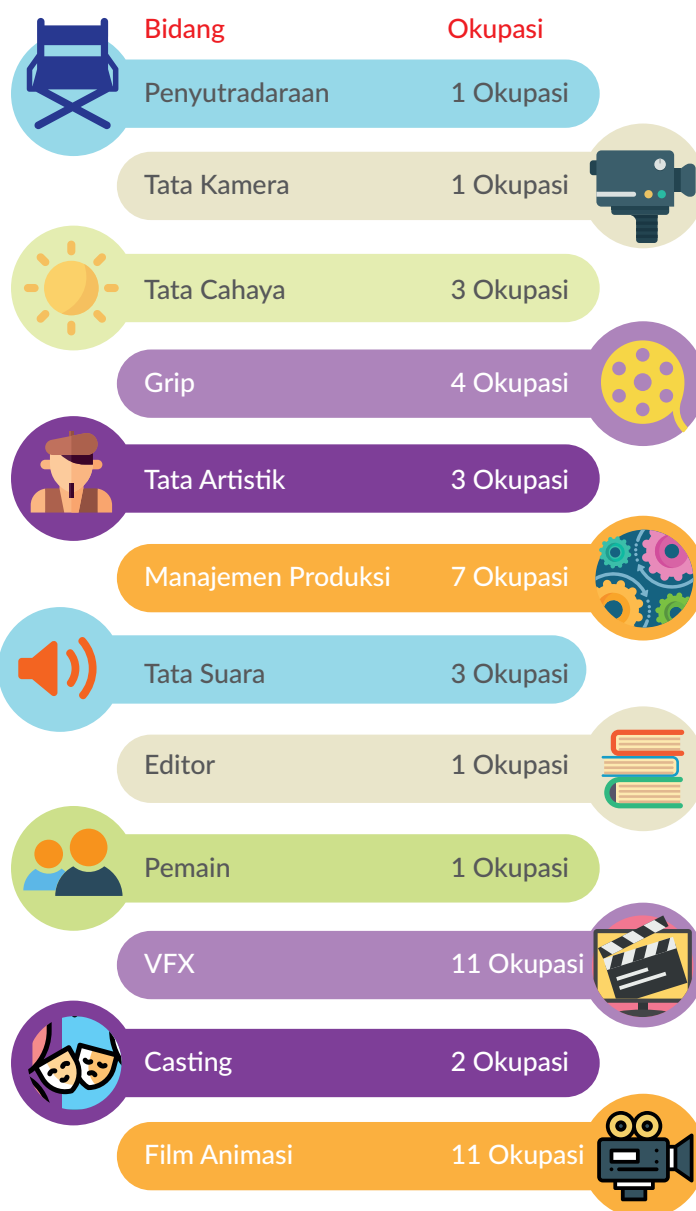 Bidang Okupasi
Penyutradaraan 1 Okupasi
Tata Kamera 1 Okupasi
Tata Cahaya 3 Okupasi
Grip 4 Okupasi
Tata Artistik 3 Okupasi
Manajemen Produksi 7 Okupasi
Tata Suara 3 Okupasi
Editor 1 Okupasi
Pemain 1 Okupasi
VFX 11 Okupasi
Casting 2 Okupasi
Film Animasi 11 Okupasi